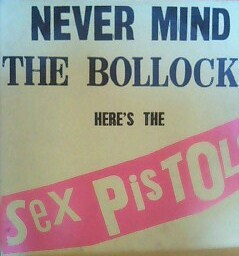 NEVER MIND
THE BOLLOCK
HERE'S THE
Sex PiSTOL